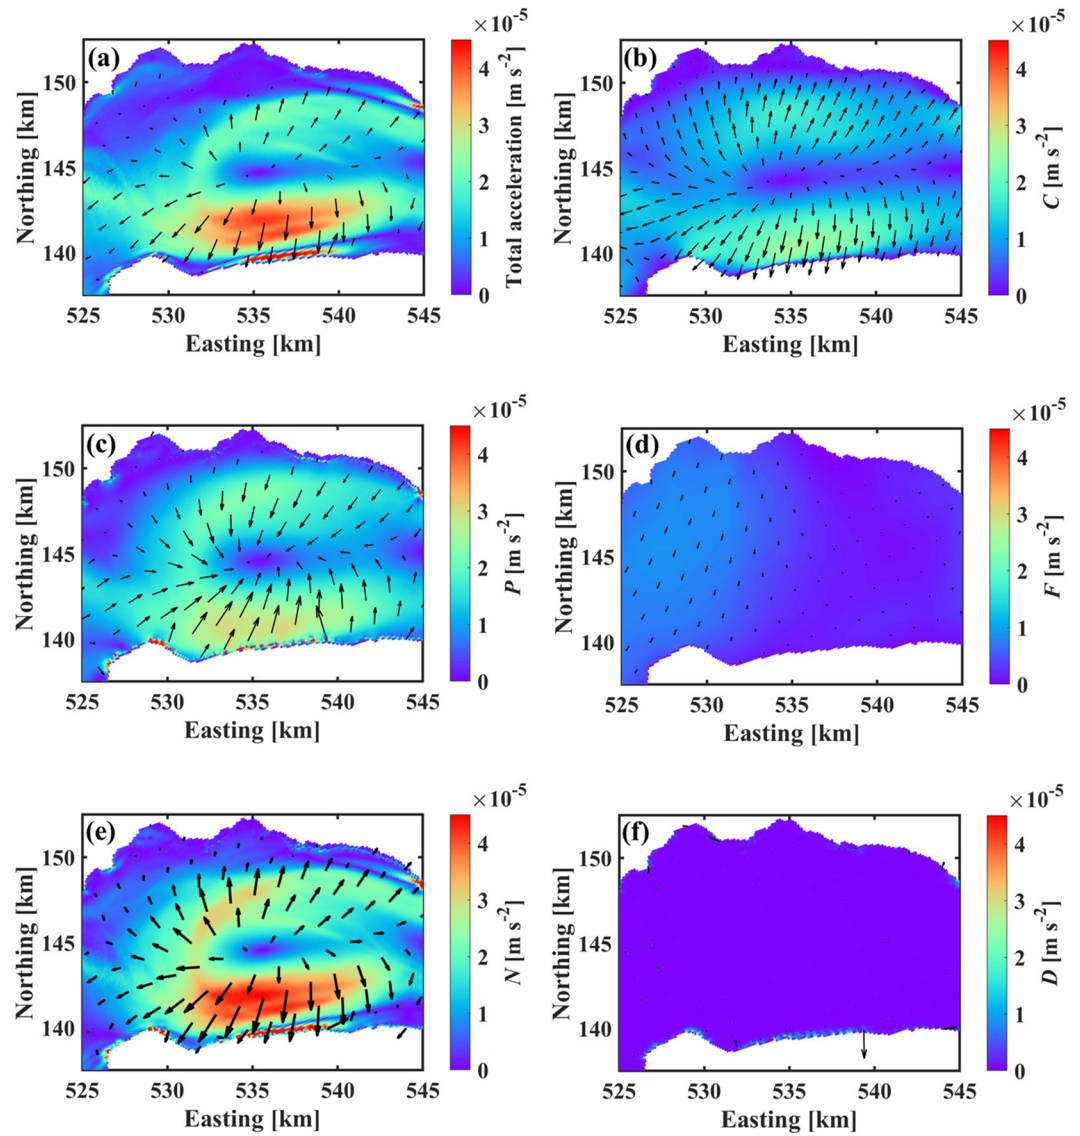 (a)
150
145
140
525 530 535 540 545
Easting [km]
Northing [km]
×10-5
4
3
2
1
0
Total acceleration [m s-2]
(b)
150
145
140
525 530 535 540 545
Easting [km]
Northing [km]
×10-5
4
3
2
1
0
C [m s-2]
(c)
150
145
140
525 530 535 540 545
Easting [km]
Northing [km]
×10-5
4
3
2
1
0
P [m s-2]
(d)
150
145
140
525 530 535 540 545
Easting [km]
Northing [km]
×10-5
4
3
2
1
0
F [m s-2]
(e)
150
145
140
525 530 535 540 545
Easting [km]
Northing [km]
×10-5
4
3
2
1
0
N [m s-2]
(f)
150
145
140
525 530 535 540 545
Easting [km]
Northing [km]
×10-5
4
3
2
1
0
D [m s-2]